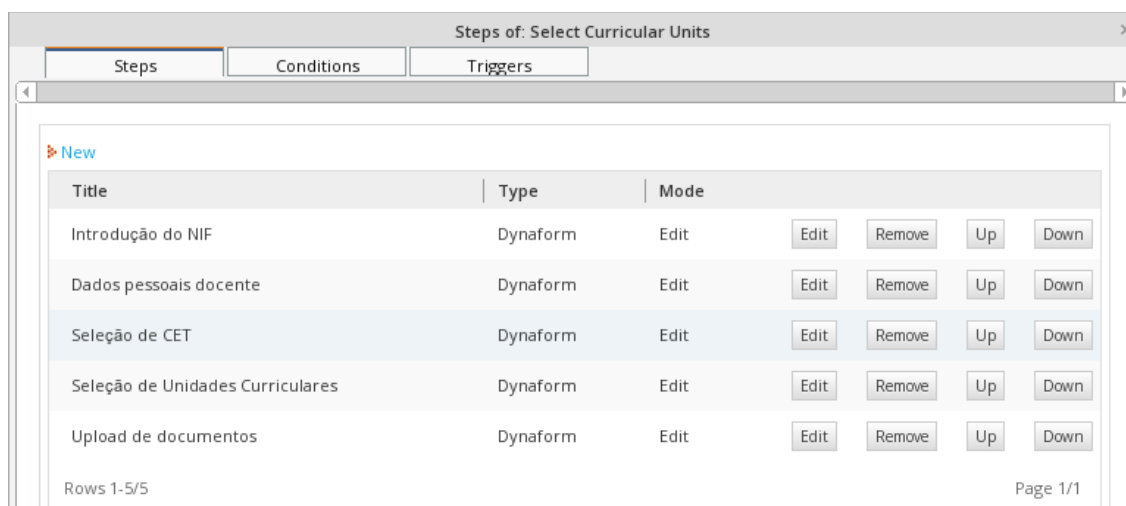 Steps of: Select Curricular Units
Steps Conditions Triggers
New
Title Type Mode
Introdução do NIF Dynaform Edit Edit Remove Up Down
Dados pessoais docente Dynaform Edit Edit Remove Up Down
Seleção de CET Dynaform Edit Edit Remove Up Down
Seleção de Unidades Curriculares Dynaform Edit Edit Remove Up Down
Upload de documentos Dynaform Edit Edit Remove Up Down
Rows 1-5/5 Page 1/1